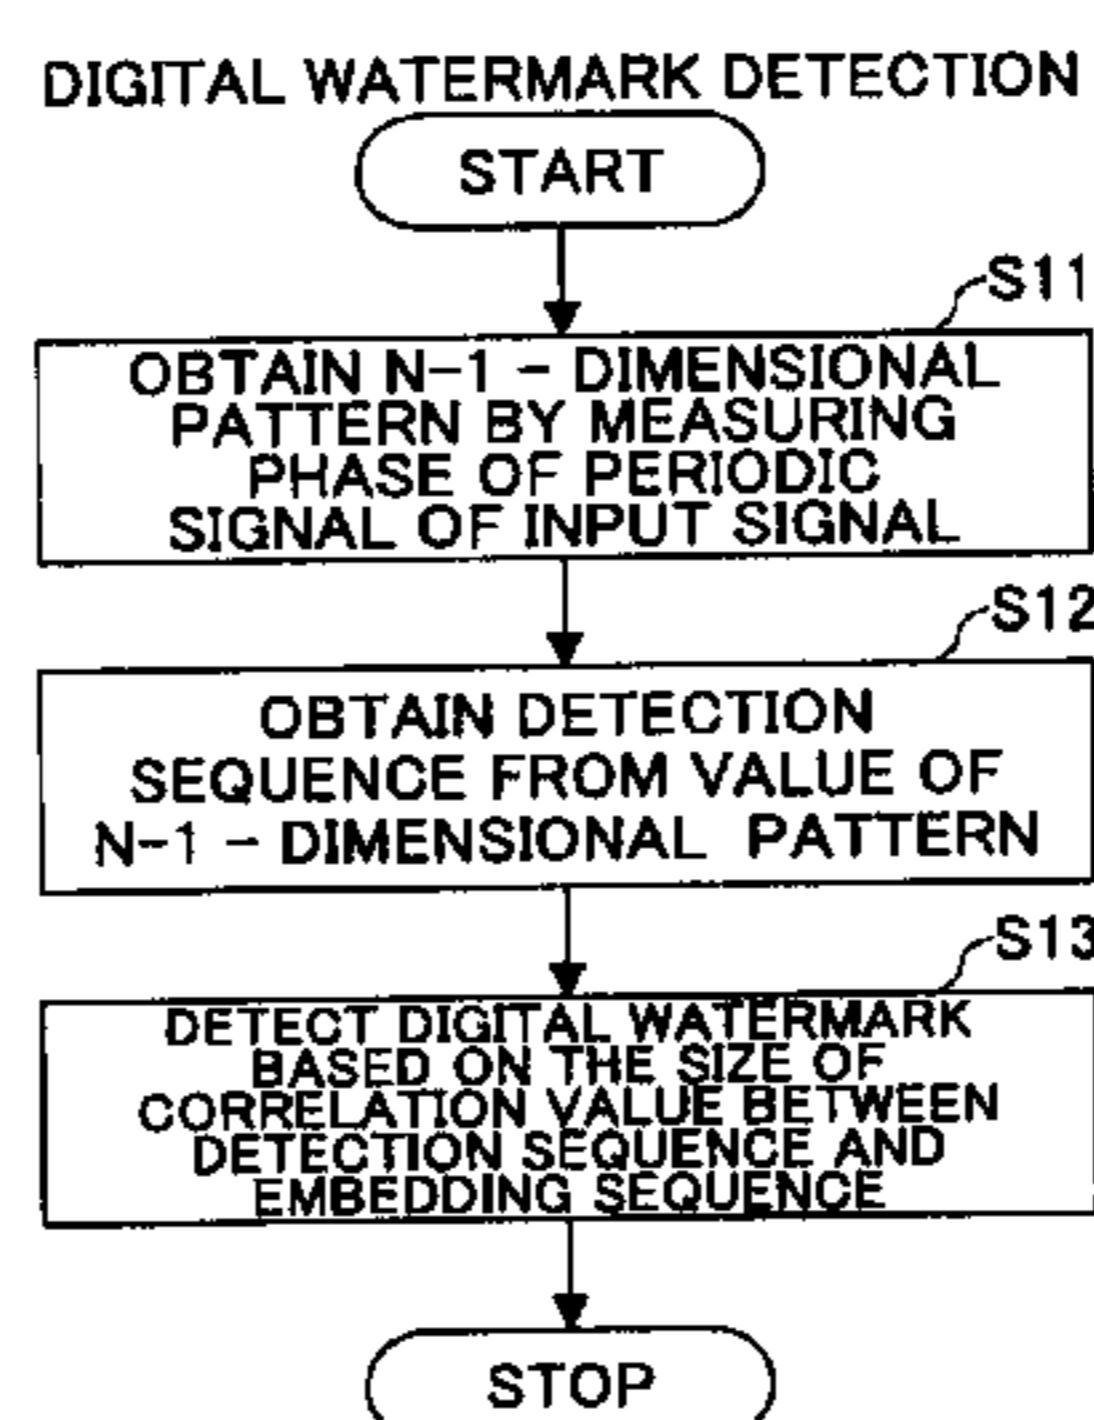 DIGITAL WATERMARK DETECTION
START
S11
OBTAIN N-1 - DIMENSIONAL
PATTERN BY MEASURING
PHASE OF PERIODIC
SIGNAL OF INPUT SIGNAL
S12
OBTAIN DETECTION
SEQUENCE FROM VALUE OF
N-1 - DIMENSIONAL PATTERN
S13
DETECT DIGITAL WATERMARK
BASED ON THE SIZE OF
CORRELATION VALUE BETWEEN
DETECTION SEQUENCE AND
EMBEDDING SEQUENCE
STOP